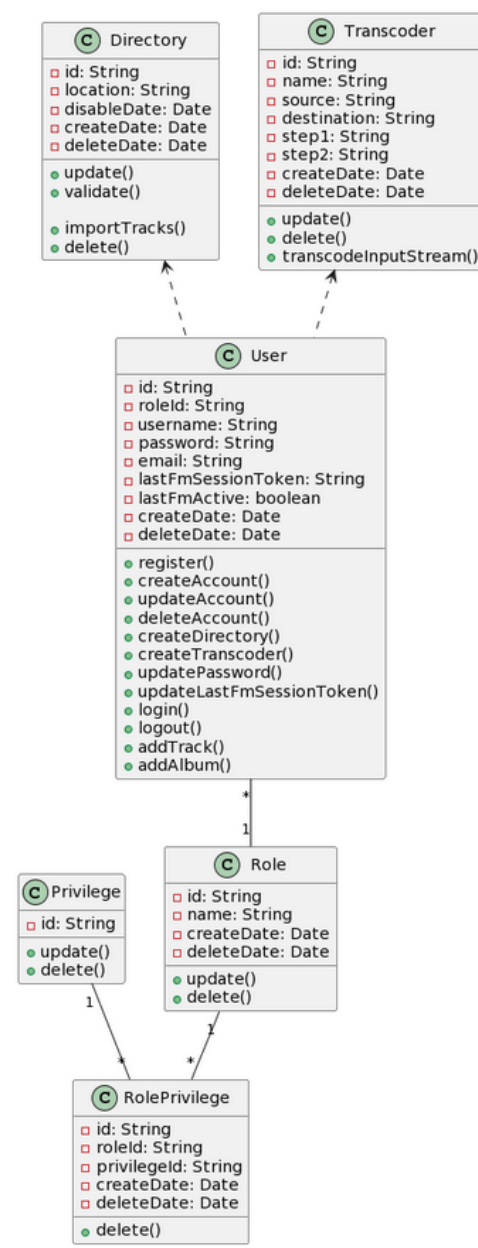 C Directory
id: String
location: String
disableDate: Date
createDate: Date
deleteDate: Date
update()
validate()
importTracks()
delete()
C Transcoder
id: String
name: String
source: String
destination: String
step1: String
step2: String
createDate: Date
deleteDate: Date
update()
delete()
transcodeInputStream()
C User
id: String
roleId: String
username: String
password: String
email: String
lastFmSessionToken: String
lastFmActive: boolean
createDate: Date
deleteDate: Date
register()
createAccount()
updateAccount()
deleteAccount()
createDirectory()
createTranscoder()
updatePassword()
updateLastFmSessionToken()
login()
logout()
addTrack()
addAlbum()
*
1
C Privilege
id: String
update()
delete()
C Role
id: String
name: String
createDate: Date
deleteDate: Date
update()
delete()
1
1
*
*
C RolePrivilege
id: String
roleId: String
privilegeId: String
createDate: Date
deleteDate: Date
delete()